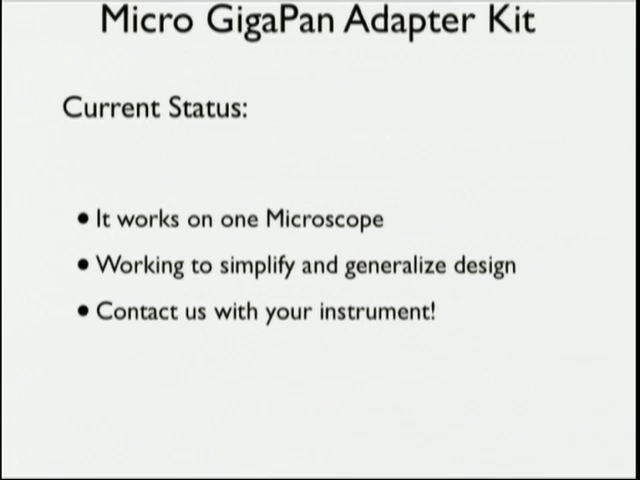 Micro GigaPan Adapter Kit
Current Status:
• It works on one Microscope
• Working to simplify and generalize design
• Contact us with your instrument!